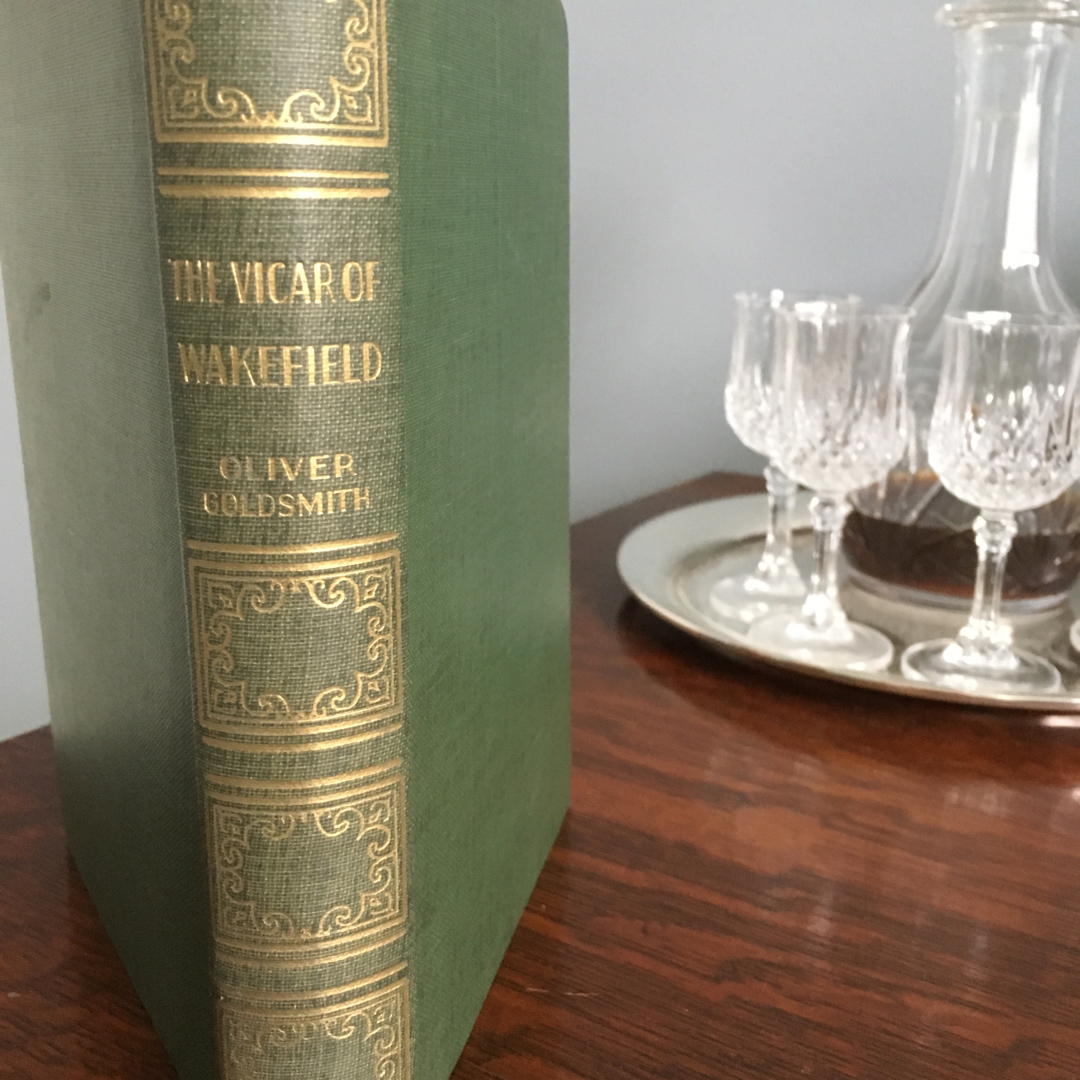 THE VICAR OF
WAKEFIELD
OLIVER
GOLDSMITH